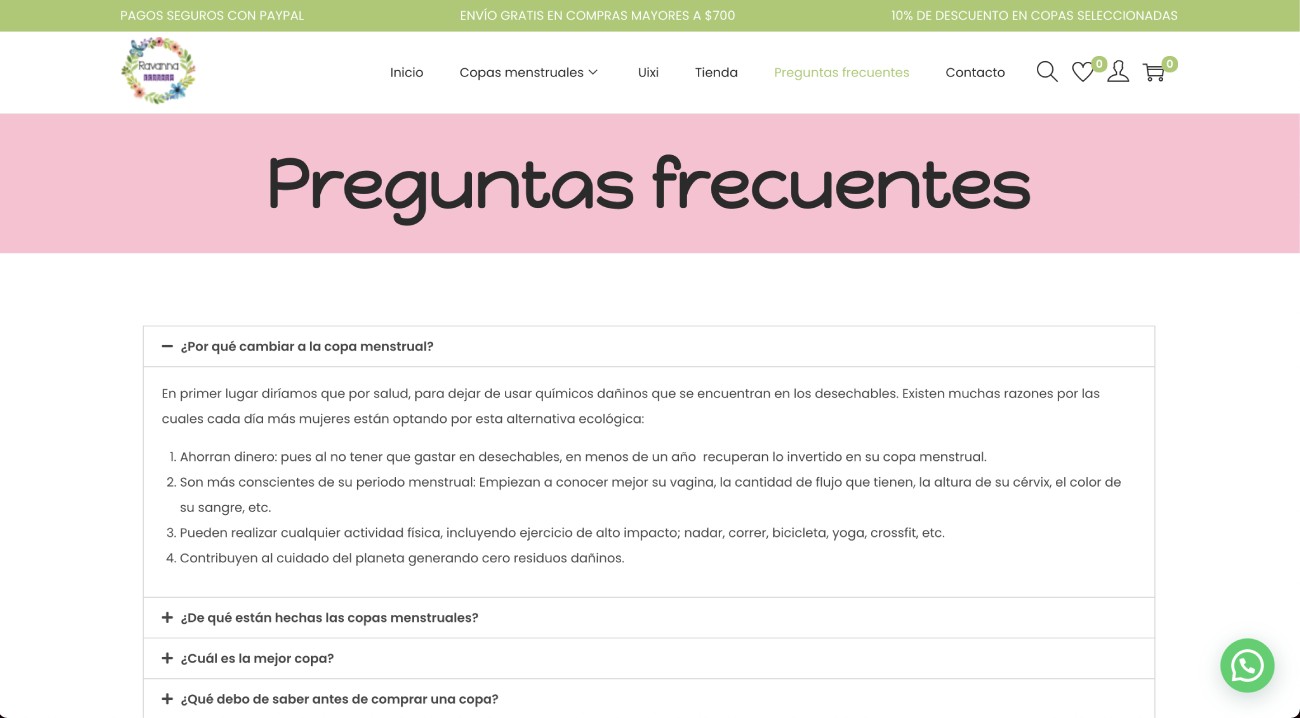 PAGOS SEGUROS CON PAYPAL
ENVÍO GRATIS EN COMPRAS MAYORES A $700
10% DE DESCUENTO EN COPAS SELECCIONADAS
Ravanna
Inicio
Copas menstruales
Uixi
Tienda
Preguntas frecuentes
Contacto
0
0
Preguntas frecuentes
¿Por qué cambiar a la copa menstrual?
En primer lugar diríamos que por salud, para dejar de usar químicos dañinos que se encuentran en los desechables. Existen muchas razones por las
cuales cada día más mujeres están optando por esta alternativa ecológica:
1. Ahorran dinero: pues al no tener que gastar en desechables, en menos de un año recuperan lo invertido en su copa menstrual.
2. Son más conscientes de su periodo menstrual: Empiezan a conocer mejor su vagina, la cantidad de flujo que tienen, la altura de su cérvix, el color de
su sangre, etc.
3. Pueden realizar cualquier actividad física, incluyendo ejercicio de alto impacto; nadar, correr, bicicleta, yoga, crossfit, etc.
4. Contribuyen al cuidado del planeta generando cero residuos dañinos.
¿De qué están hechas las copas menstruales?
¿Cuál es la mejor copa?
¿Qué debo de saber antes de comprar una copa?